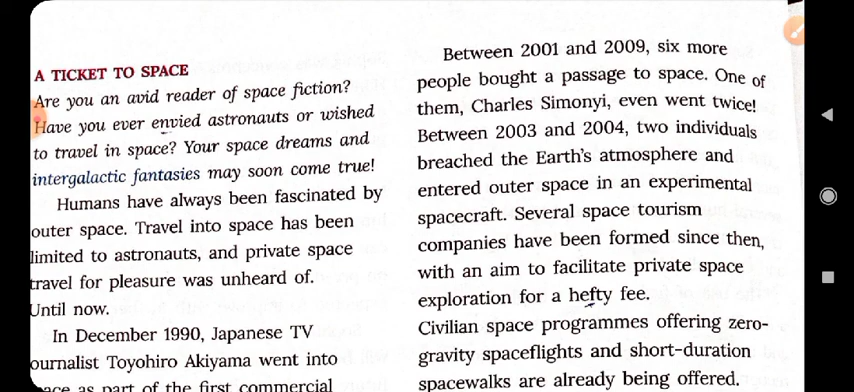 A TICKET TO SPACE
Are you an avid reader of space fiction?
Have you ever envied astronauts or wished
to travel in space? Your space dreams and
intergalactic fantasies may soon come true!
Humans have always been fascinated by
outer space. Travel into space has been
limited to astronauts, and private space
travel for pleasure was unheard of.
Until now.
In December 1990, Japanese TV
ournalist Toyohiro Akiyama went into
as part of the first commercial
Between 2001 and 2009, six more
people bought a passage to space. One of
them, Charles Simonyi, even went twice!
Between 2003 and 2004, two individuals
breached the Earth's atmosphere and
entered outer space in an experimental
spacecraft. Several space tourism
companies have been formed since then,
with an aim to facilitate private space
exploration for a hefty fee.
Civilian space programmes offering zero-
gravity spaceflights and short-duration
spacewalks are already being offered.